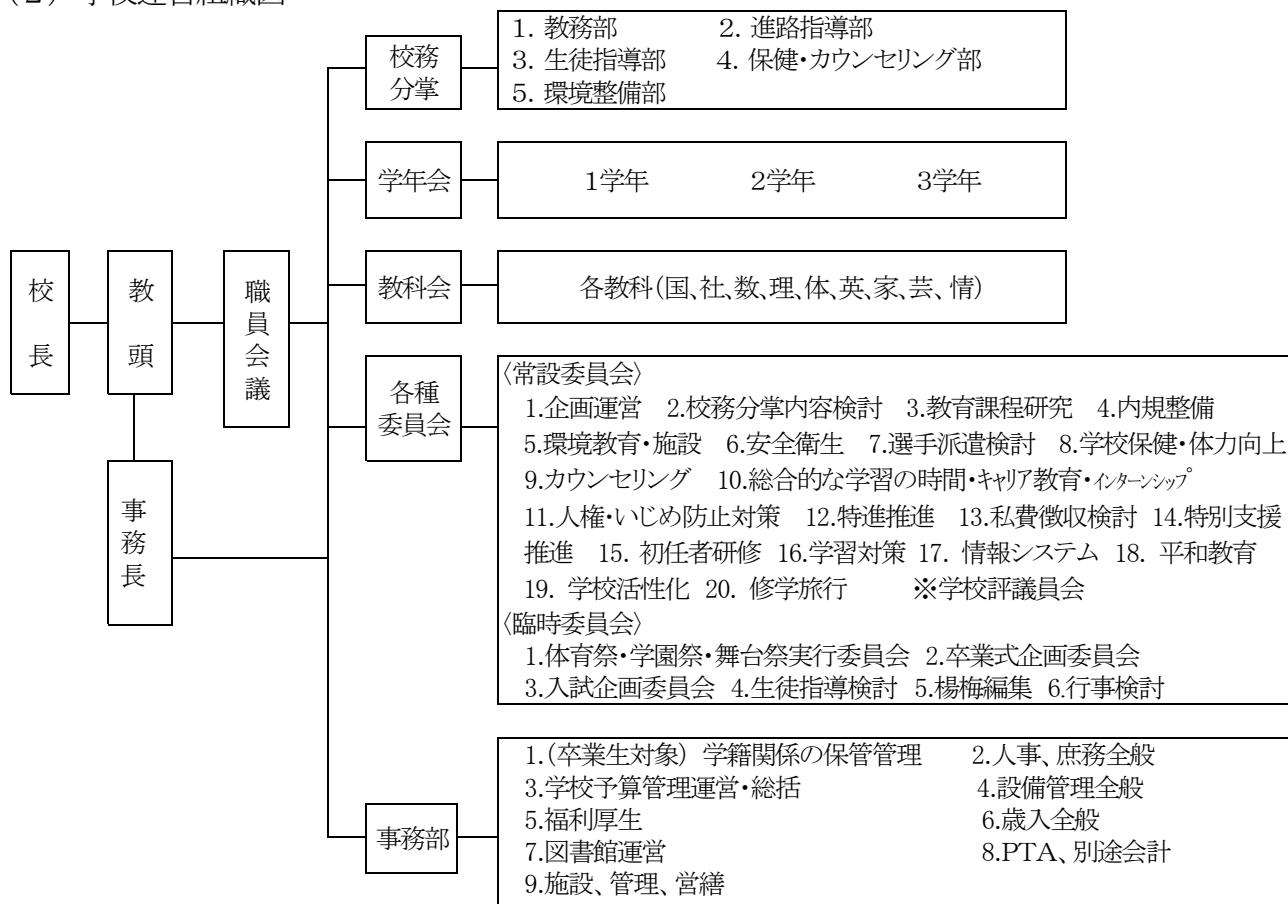 (2) 学校運営組織図
校務
分掌
1. 教務部 2. 進路指導部
3. 生徒指導部 4. 保健・カウンセリング部
5. 環境整備部
学年会
1学年 2学年 3学年
校長
教頭
職員会議
教科会
各教科(国、社、数、理、体、英、家、芸、情)
各種
委員会
〈常設委員会〉
1.企画運営 2.校務分掌内容検討 3.教育課程研究 4.内規整備
5.環境教育・施設 6.安全衛生 7.選手派遣検討 8.学校保健・体力向上
9.カウンセリング 10.総合的な学習の時間・キャリア教育・インターンシップ
11.人権・いじめ防止対策 12.特進推進 13.私費徴収検討 14.特別支援
推進 15. 初任者研修 16.学習対策 17. 情報システム 18. 平和教育
19. 学校活性化 20. 修学旅行 ※学校評議員会
〈臨時委員会〉
1.体育祭・学園祭・舞台祭実行委員会 2.卒業式企画委員会
3.入試企画委員会 4.生徒指導検討 5.楊梅編集 6.行事検討
事務長
事務部
1.(卒業生対象) 学籍関係の保管管理 2.人事、庶務全般
3.学校予算管理運営・総括 4.設備管理全般
5.福利厚生 6.歳入全般
7.図書館運営 8.PTA、別途会計
9.施設、管理、営繕